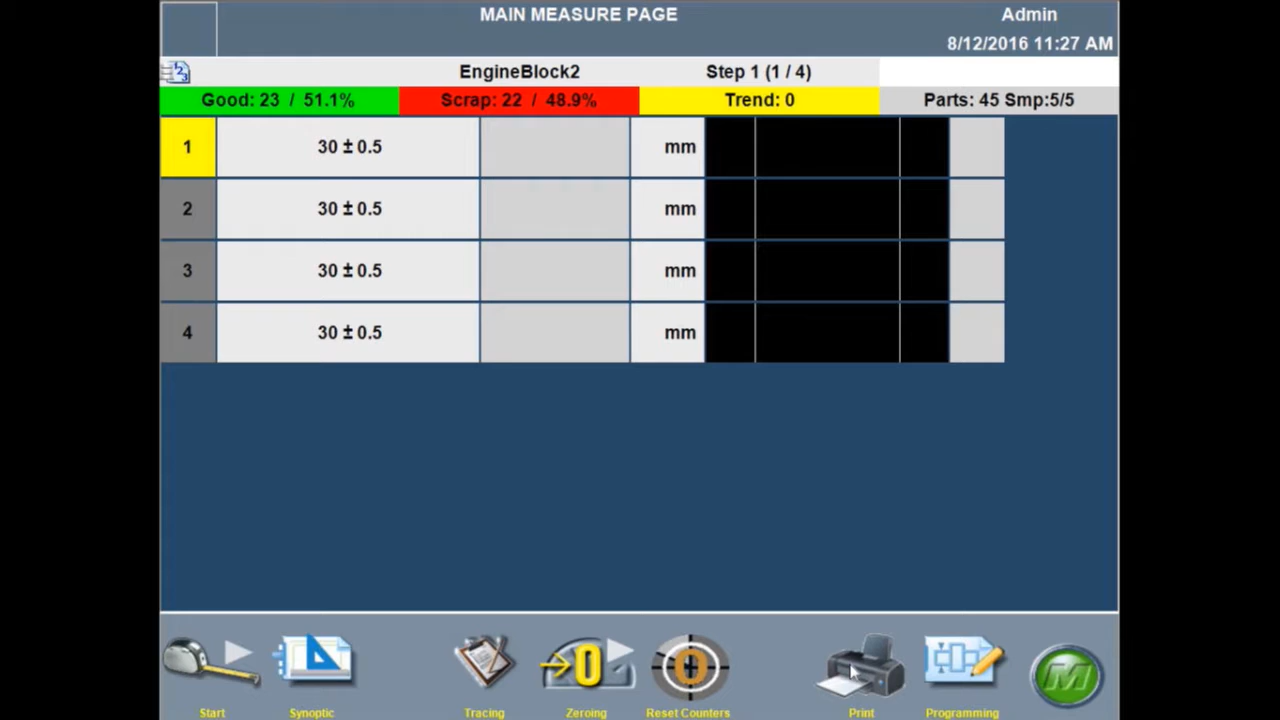 MAIN MEASURE PAGE
Admin
8/12/2016 11:27 AM
EngineBlock2
Step 1 (1 / 4)
Good: 23 / 51.1%
Scrap: 22 / 48.9%
Trend: 0
Parts: 45 Smp:5/5
1 30 ± 0.5 mm
2 30 ± 0.5 mm
3 30 ± 0.5 mm
4 30 ± 0.5 mm
Start
Synoptic
Tracing
Zeroing
Reset Counters
Print
Programming